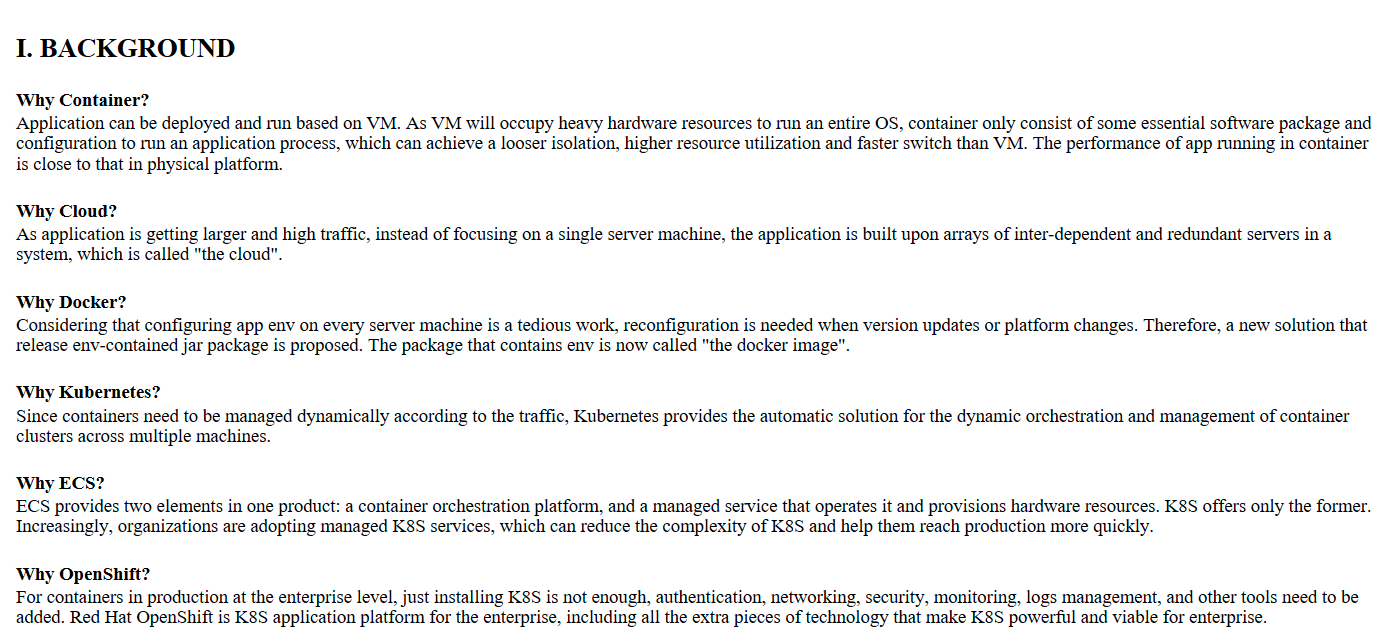 I. BACKGROUND
Why Container?
Application can be deployed and run based on VM. As VM will occupy heavy hardware resources to run an entire OS, container only consist of some essential software package and
configuration to run an application process, which can achieve a looser isolation, higher resource utilization and faster switch than VM. The performance of app running in container
is close to that in physical platform.
Why Cloud?
As application is getting larger and high traffic, instead of focusing on a single server machine, the application is built upon arrays of inter-dependent and redundant servers in a
system, which is called "the cloud".
Why Docker?
Considering that configuring app env on every server machine is a tedious work, reconfiguration is needed when version updates or platform changes. Therefore, a new solution that
release env-contained jar package is proposed. The package that contains env is now called "the docker image".
Why Kubernetes?
Since containers need to be managed dynamically according to the traffic, Kubernetes provides the automatic solution for the dynamic orchestration and management of container
clusters across multiple machines.
Why ECS?
ECS provides two elements in one product: a container orchestration platform, and a managed service that operates it and provisions hardware resources. K8S offers only the former.
Increasingly, organizations are adopting managed K8S services, which can reduce the complexity of K8S and help them reach production more quickly.
Why OpenShift?
For containers in production at the enterprise level, just installing K8S is not enough, authentication, networking, security, monitoring, logs management, and other tools need to be
added. Red Hat OpenShift is K8S application platform for the enterprise, including all the extra pieces of technology that make K8S powerful and viable for enterprise.